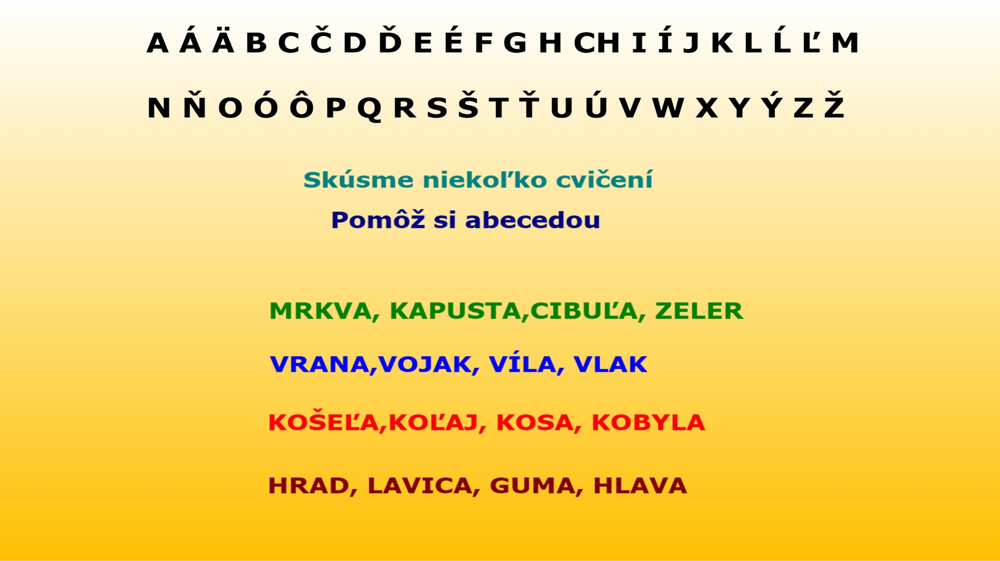 A Á Ä B C Č D Ď E É F G H CH I Í J K L Ĺ Ľ M
N Ň O Ó Ô P Q R S Š T Ť U Ú V W X Y Ý Z Ž
Skúsme niekoľko cvičení
Pomôž si abecedou
MRKVA, KAPUSTA,CIBUĽA, ZELER
VRANA,VOJAK, VÍLA, VLAK
KOŠEĽA,KOĽAJ, KOSA, KOBYLA
HRAD, LAVICA, GUMA, HLAVA